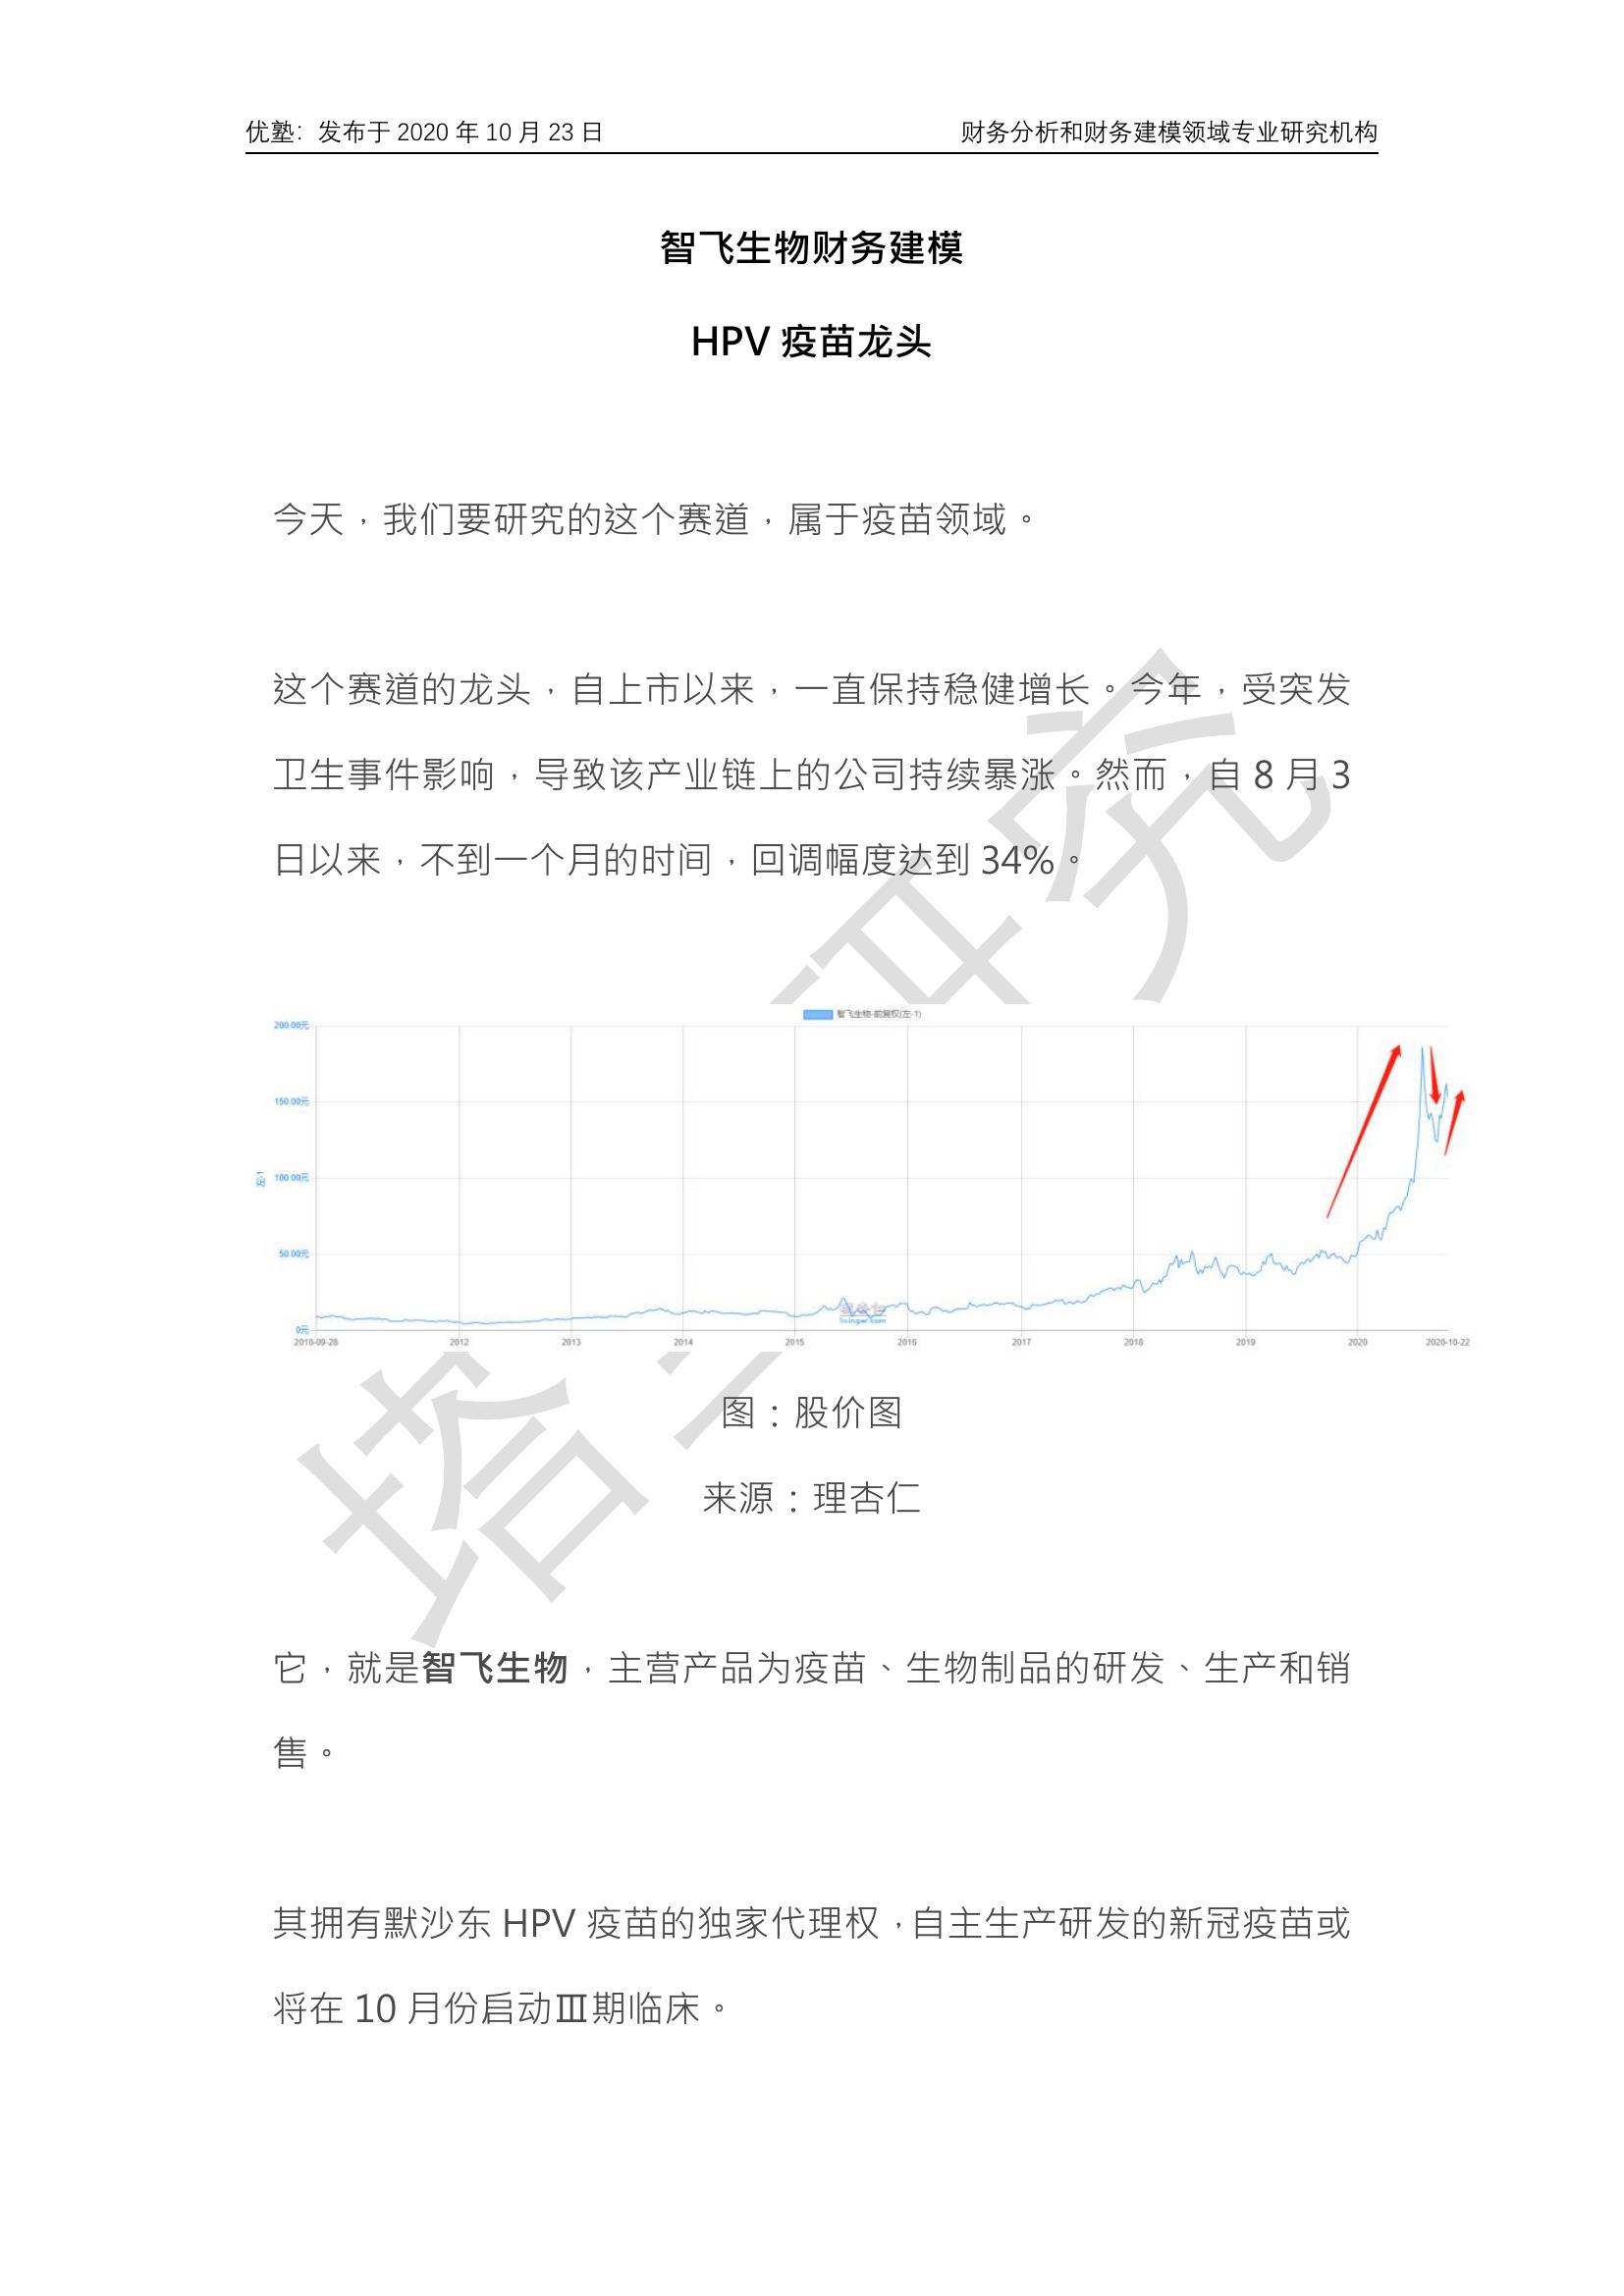 优塾：发布于 2020 年 10 月 23 日 财务分析和财务建模领域专业研究机构
智飞生物财务建模
HPV 疫苗龙头
今天，我们要研究的这个赛道，属于疫苗领域。
这个赛道的龙头，自上市以来，一直保持稳健增长。今年，受突发
卫生事件影响，导致该产业链上的公司持续暴涨。然而，自 8 月 3
日以来，不到一个月的时间，回调幅度达到 34%。
智飞生物-前复权(左-1)
200.00元
150.00元
100.00元
50.00元
0元
左-1
2010-09-28 2012 2013 2014 2015 2016 2017 2018 2019 2020 2020-10-22
理杏仁
lixinger.com
图：股价图
来源：理杏仁
它，就是智飞生物，主营产品为疫苗、生物制品的研发、生产和销
售。
其拥有默沙东 HPV 疫苗的独家代理权，自主生产研发的新冠疫苗或
将在 10 月份启动Ⅲ期临床。